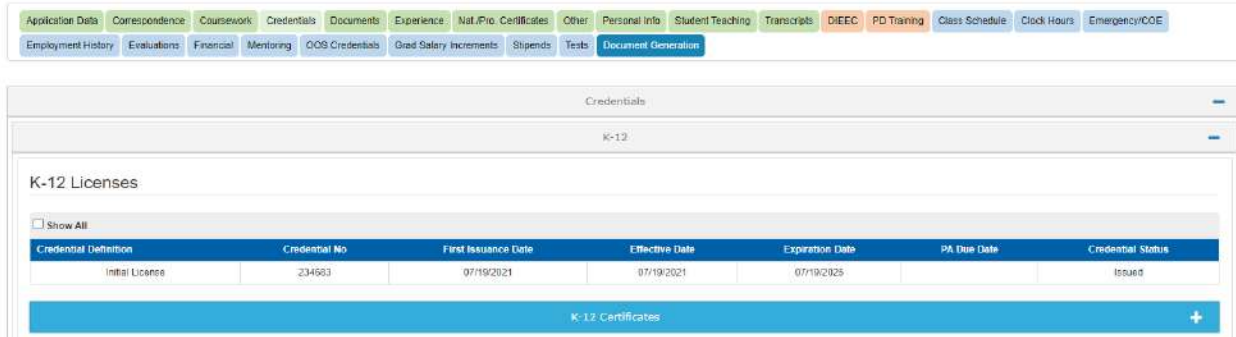 Application Data Correspondence Coursework Credentials Documents Experience Nat./Pro. Certificates Other Personal Info Student Teaching Transcripts DIEEC PD Training Class Schedule Clock Hours Emergency/COE
Employment History Evaluations Financial Mentoring OOS Credentials Grad Salary Increments Stipends Tests Document Generation
Credentials
K-12
K-12 Licenses
Show All
Credential Definition Credential No First Issuance Date Effective Date Expiration Date PA Due Date Credential Status
Initial License 234683 07/19/2021 07/19/2021 07/19/2025 Issued
K-12 Certificates